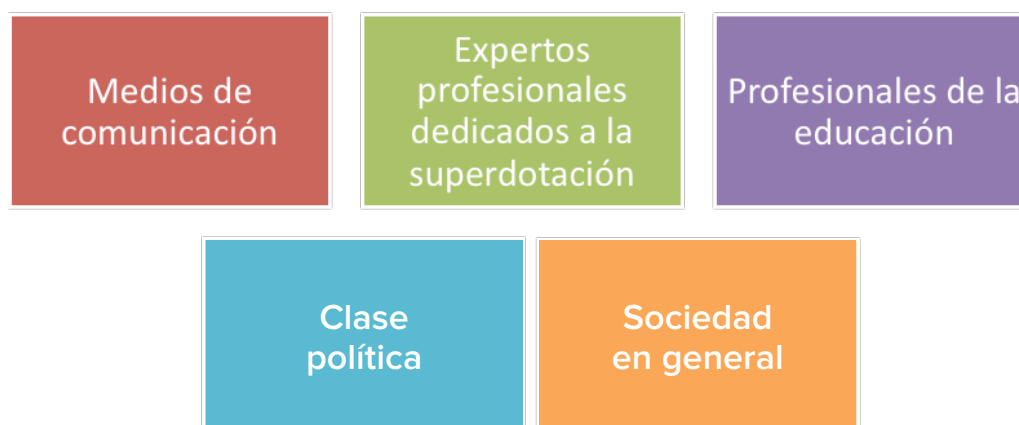 Medios de
comunicación
Expertos
profesionales
dedicados a la
superdotación
Profesionales de la
educación
Clase
política
Sociedad
en general